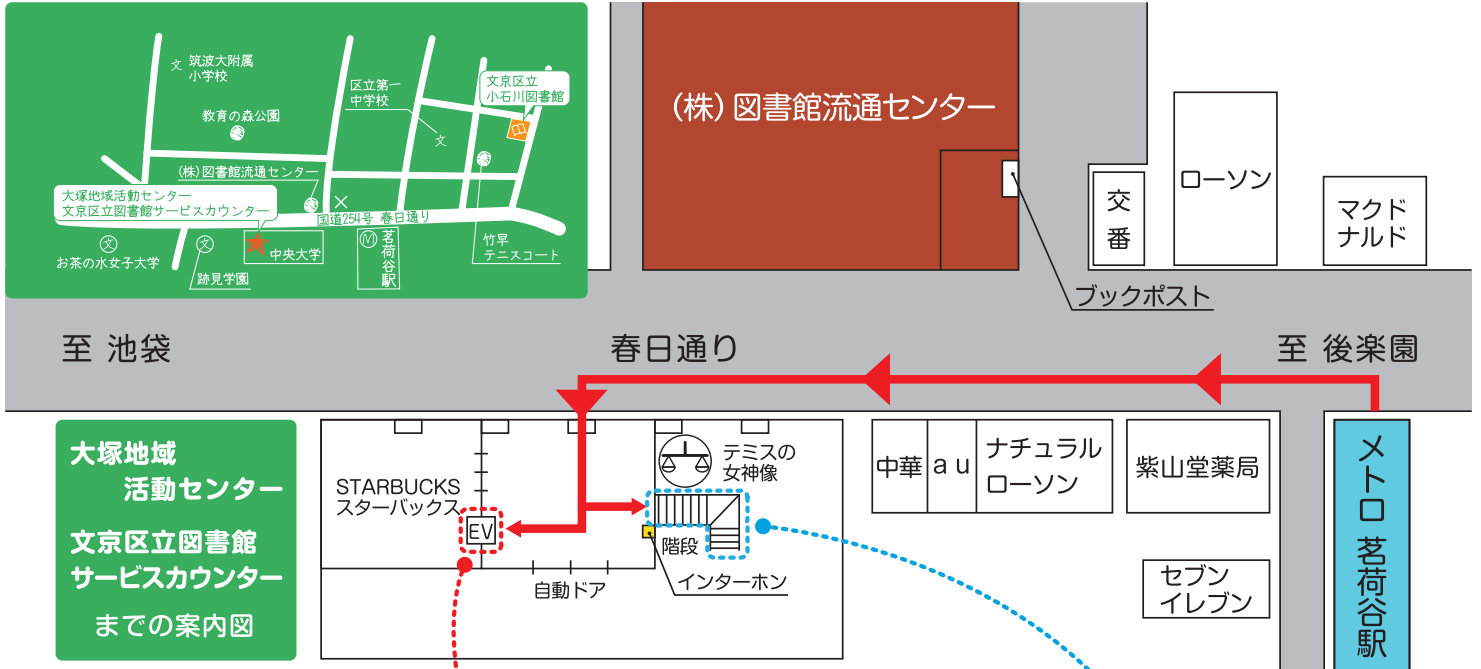 筑波大附属
小学校
教育の森公園
(株)図書館流通センター
大塚地域活動センター
文京区立図書館サービスカウンター
区立第一
中学校
文京区立
小石川図書館
国道254号 春日通り
お茶の水女子大学
跡見学園
中央大学
茗荷谷駅
竹早
テニスコート
(株)図書館流通センター
ブックポスト
交番
ローソン
マクド
ナルド
至 池袋
春日通り
至 後楽園
大塚地域
活動センター
文京区立図書館
サービスカウンター
までの案内図
STARBUCKS
スターバックス
EV
自動ドア
テミスの
女神像
階段
インターホン
中華
au
ナチュラル
ローソン
紫山堂薬局
セブン
イレブン
メトロ 茗荷谷駅